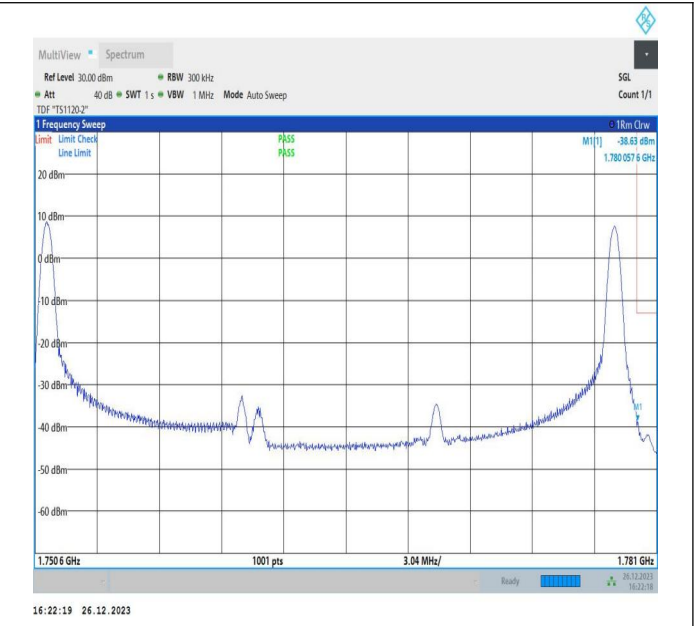 MultiView Spectrum
Ref Level 30.00 dBm RBW 300 kHz SGL
Att 40 dB SWT 1 s VBW 1 MHz Mode Auto Sweep Count 1/1
TDF "TS1120-2"
1 Frequency Sweep 1Rm Clrw
Limit Limit Check PASS M1[1] -38.63 dBm
Line Limit PASS 1.780 057 6 GHz
20 dBm
10 dBm
0 dBm
-10 dBm
-20 dBm
-30 dBm
M1
-40 dBm
-50 dBm
-60 dBm
1.750 6 GHz 1001 pts 3.04 MHz/ 1.781 GHz
Ready 26.12.2023
16:22:18
16:22:19 26.12.2023